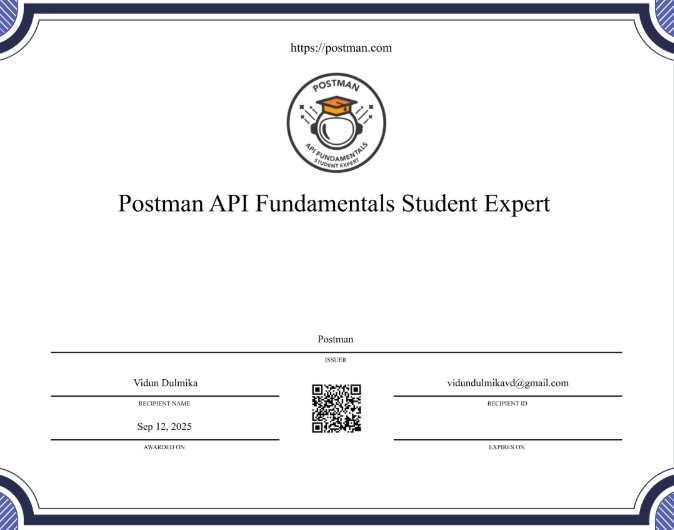 https://postman.com
POSTMAN
API FUNDAMENTALS
STUDENT EXPERT
Postman API Fundamentals Student Expert
Postman
ISSUER
Vidun Dulmika
vidundulmikavd@gmail.com
RECIPIENT NAME
RECIPIENT ID
Sep 12, 2025
AWARDED ON
EXPIRES ON